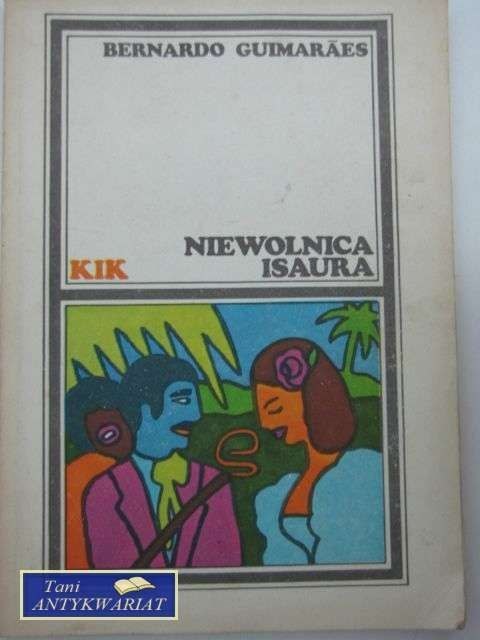 BERNARDO GUIMARÃES
NIEWOLNICA
KIK ISAURA
Tani
ANTYKWARIAT